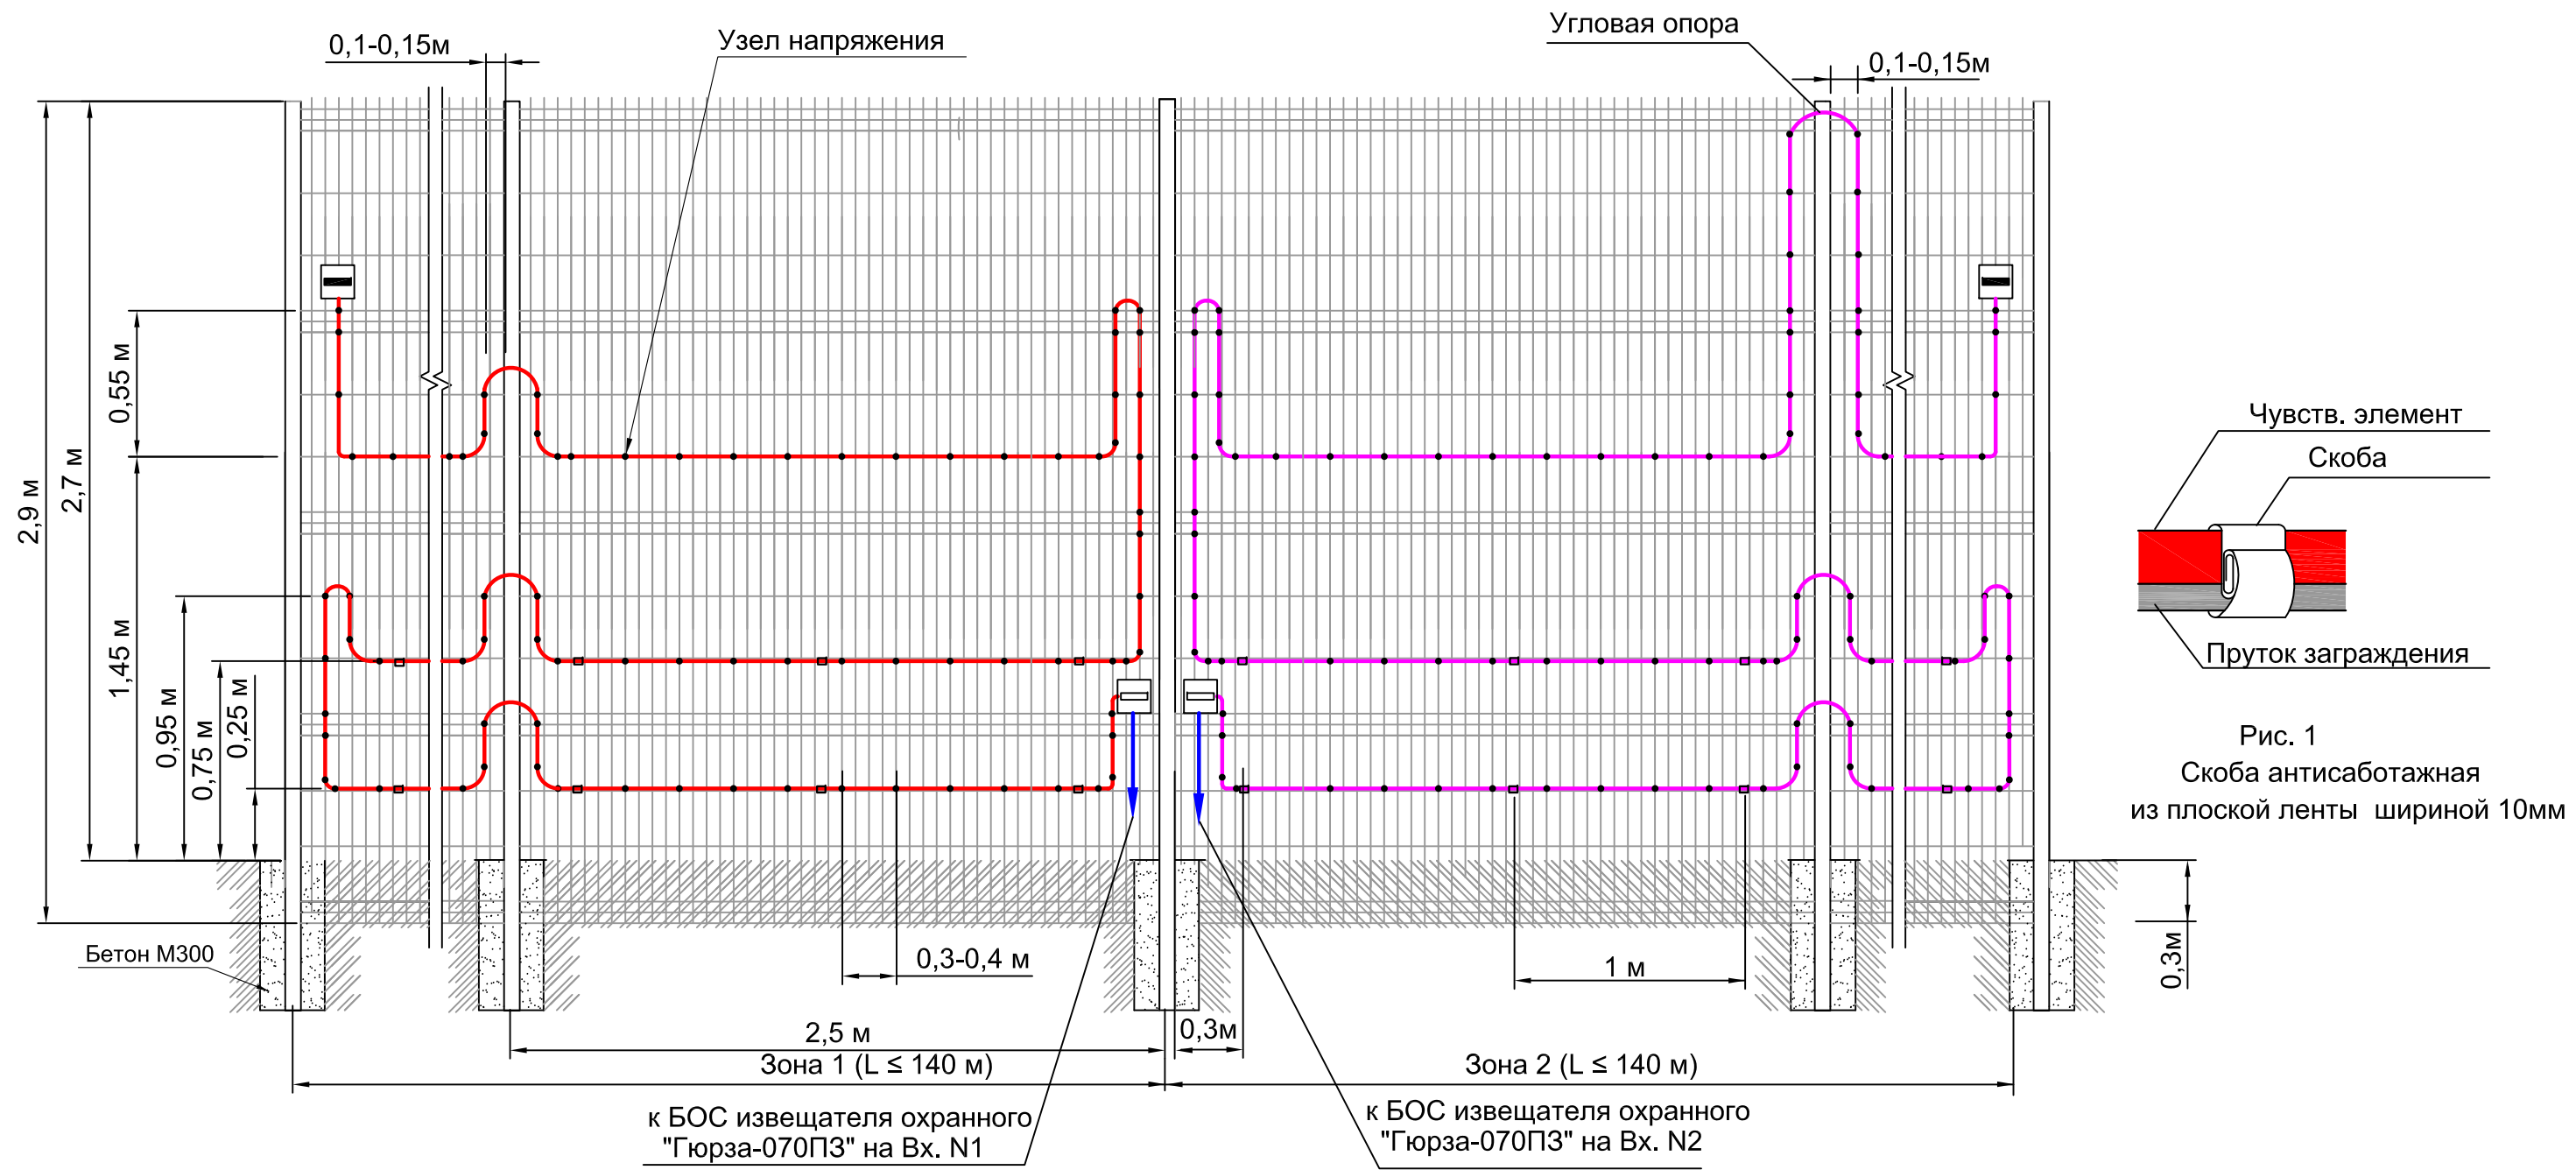 0,1-0,15м
Узел напряжения
Угловая опора
0,1-0,15м
2,9 м
2,7 м
0,55 м
1,45 м
0,95 м
0,75 м
0,25 м
Чувств. элемент
Скоба
Пруток заграждения
Рис. 1
Скоба антисаботажная
из плоской ленты шириной 10мм
Бетон М300
0,3-0,4 м
1 м
0,3м
2,5 м
0,3м
Зона 1 (L ≤ 140 м)
Зона 2 (L ≤ 140 м)
к БОС извещателя охранного
"Гюрза-070ПЗ" на Вх. N1
к БОС извещателя охранного
"Гюрза-070ПЗ" на Вх. N2